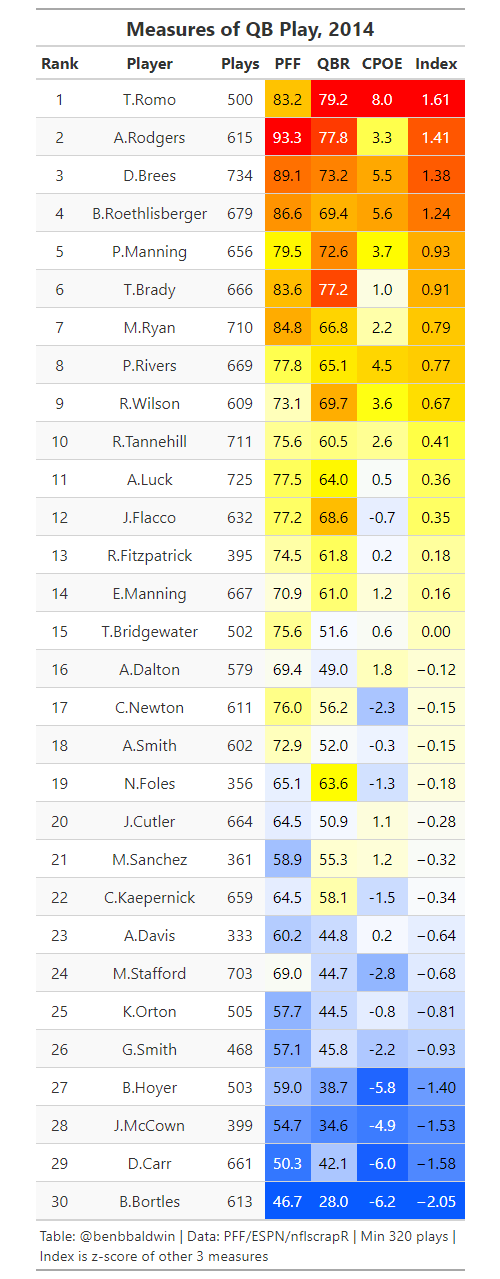 Measures of QB Play, 2014
Rank Player Plays PFF QBR CPOE Index
1 T.Romo 500 83.2 79.2 8.0 1.61
2 A.Rodgers 615 93.3 77.8 3.3 1.41
3 D.Brees 734 89.1 73.2 5.5 1.38
4 B.Roethlisberger 679 86.6 69.4 5.6 1.24
5 P.Manning 656 79.5 72.6 3.7 0.93
6 T.Brady 666 83.6 77.2 1.0 0.91
7 M.Ryan 710 84.8 66.8 2.2 0.79
8 P.Rivers 669 77.8 65.1 4.5 0.77
9 R.Wilson 609 73.1 69.7 3.6 0.67
10 R.Tannehill 711 75.6 60.5 2.6 0.41
11 A.Luck 725 77.5 64.0 0.5 0.36
12 J.Flacco 632 77.2 68.6 -0.7 0.35
13 R.Fitzpatrick 395 74.5 61.8 0.2 0.18
14 E.Manning 667 70.9 61.0 1.2 0.16
15 T.Bridgewater 502 75.6 51.6 0.6 0.00
16 A.Dalton 579 69.4 49.0 1.8 −0.12
17 C.Newton 611 76.0 56.2 -2.3 −0.15
18 A.Smith 602 72.9 52.0 -0.3 −0.15
19 N.Foles 356 65.1 63.6 -1.3 −0.18
20 J.Cutler 664 64.5 50.9 1.1 −0.28
21 M.Sanchez 361 58.9 55.3 1.2 −0.32
22 C.Kaepernick 659 64.5 58.1 -1.5 −0.34
23 A.Davis 333 60.2 44.8 0.2 −0.64
24 M.Stafford 703 69.0 44.7 -2.8 −0.68
25 K.Orton 505 57.7 44.5 -0.8 −0.81
26 G.Smith 468 57.1 45.8 -2.2 −0.93
27 B.Hoyer 503 59.0 38.7 -5.8 −1.40
28 J.McCown 399 54.7 34.6 -4.9 −1.53
29 D.Carr 661 50.3 42.1 -6.0 −1.58
30 B.Bortles 613 46.7 28.0 -6.2 −2.05
Table: @benbbaldwin | Data: PFF/ESPN/nflscrapR | Min 320 plays |
Index is z-score of other 3 measures